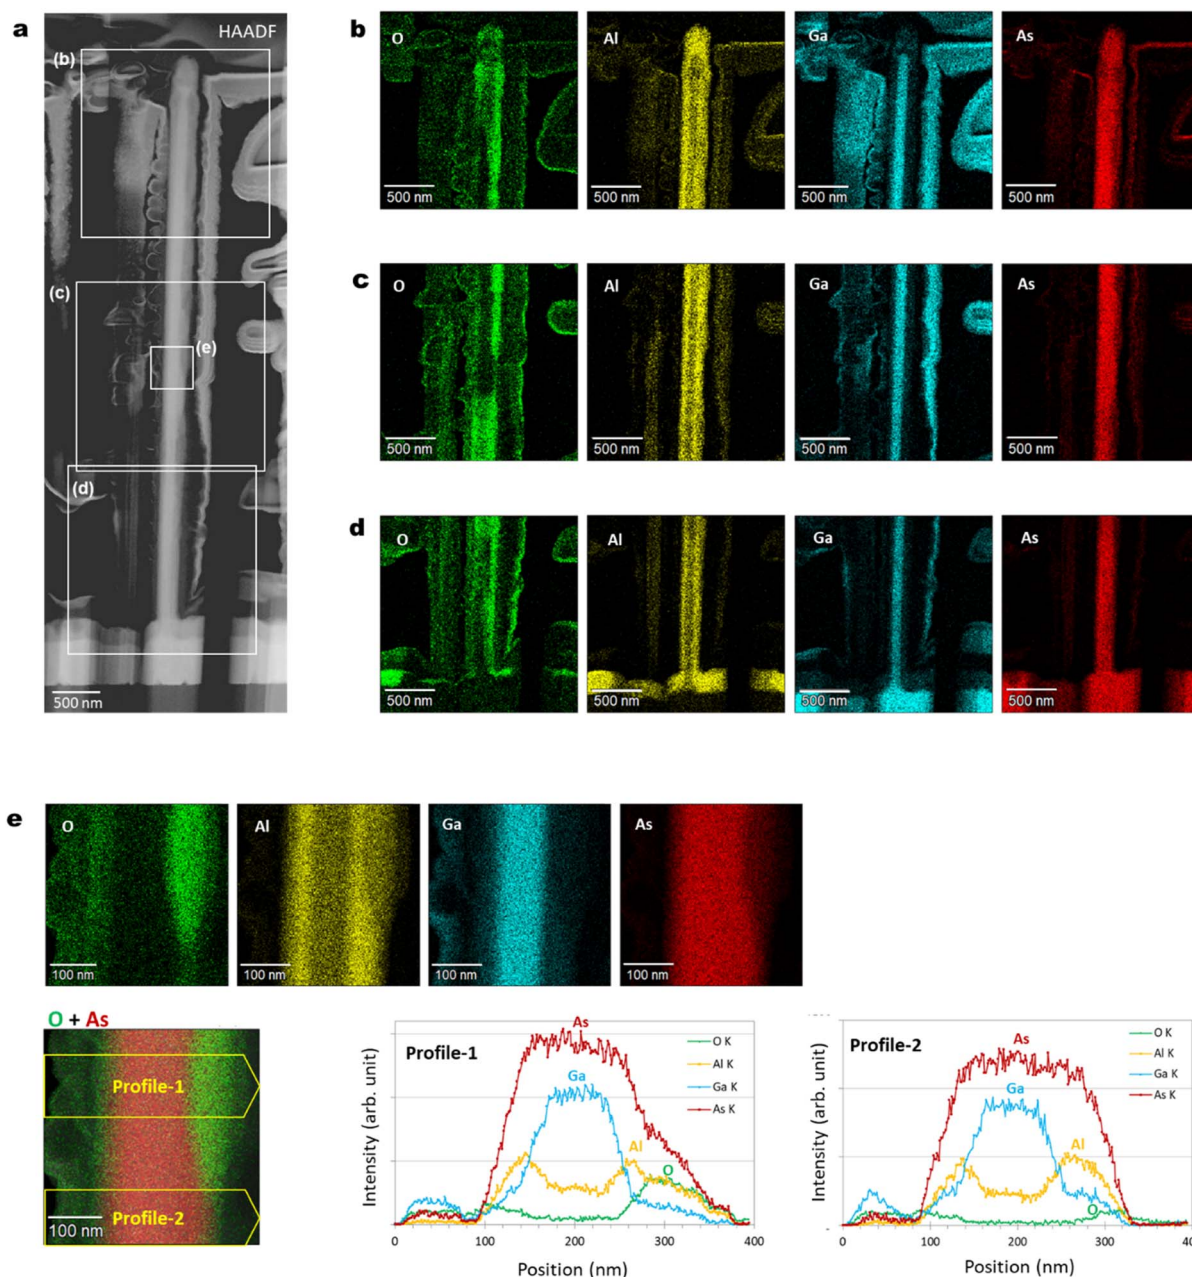 a
HAADF
(b)
(c)
(e)
(d)
500 nm
b
O
Al
Ga
As
500 nm
500 nm
500 nm
500 nm
c
O
Al
Ga
As
500 nm
500 nm
500 nm
500 nm
d
O
Al
Ga
As
500 nm
500 nm
500 nm
500 nm
e
O
Al
Ga
As
100 nm
100 nm
100 nm
100 nm
O + As
Profile-1
Profile-2
100 nm
Profile-1
As
Ga
Al
O
O K
Al K
Ga K
As K
Intensity (arb. unit)
0
100
200
300
400
Position (nm)
Profile-2
As
Ga
Al
O
O K
Al K
Ga K
As K
Intensity (arb. unit)
0
100
200
300
Position (nm)